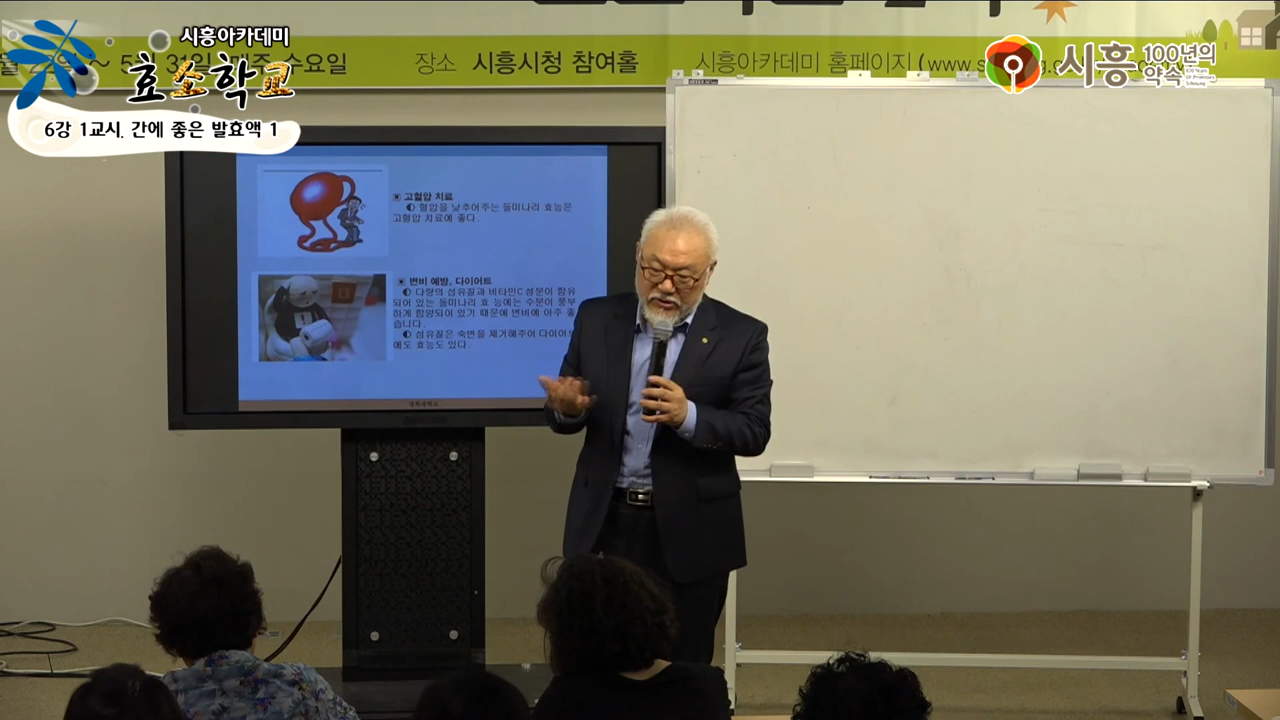 시흥아카데미
효소학교
6강 1교시. 간에 좋은 발효액 1
시흥
100년의
약속
수요일 장소 시흥시청 참여홀 시흥아카데미 홈페이지 (www.s
▣ 고혈압 치료
◐ 혈압을 낮추어주는 돌미나리 효능은
고혈압 치료에 좋다.
▣ 변비 예방, 다이어트
◐ 다량의 섬유질과 비타민C 성분이 함유
되어 있는 돌미나리 효 능에는 수분이 풍부
하게 함양되어 있기 때문에 변비에 아주 좋
습니다.
◐ 섬유질은 숙변을 제거해주어 다이어트
에도 효능도 있다.